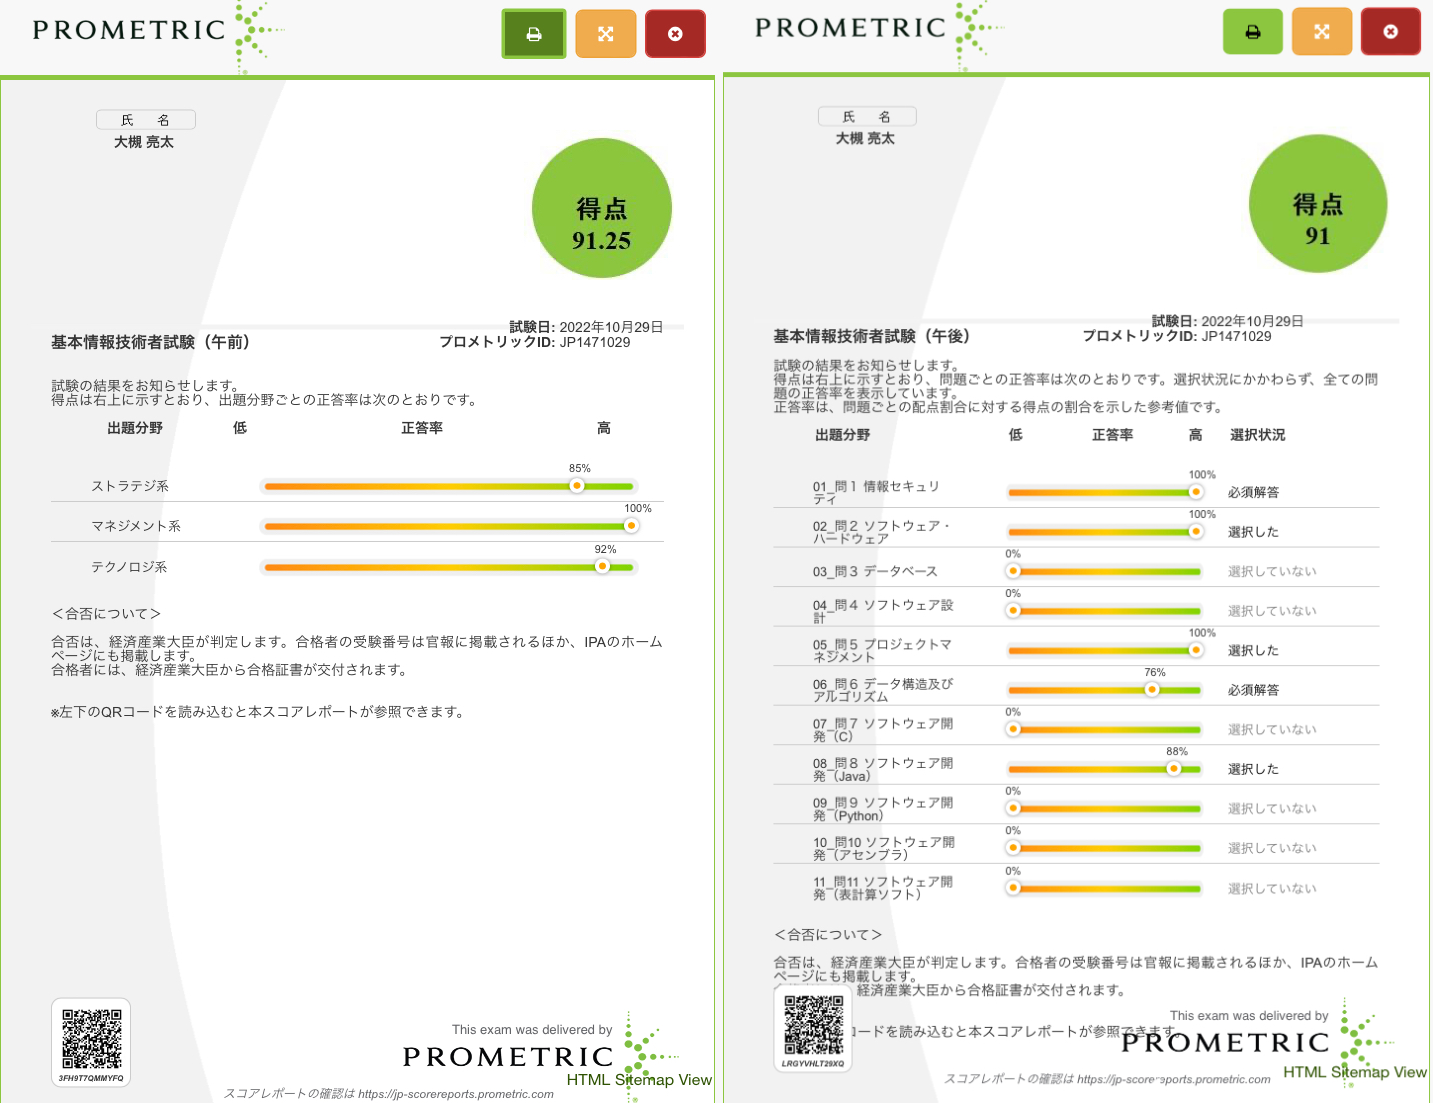 PROMETRIC
氏　名
大槻 亮太
得点
91.25
試験日: 2022年10月29日
基本情報技術者試験（午前）
プロメトリックID: JP1471029
試験の結果をお知らせします。
得点は右上に示すとおり、出題分野ごとの正答率は次のとおりです。
出題分野 低 正答率 高
85%
ストラテジ系
100%
マネジメント系
92%
テクノロジ系
＜合否について＞
合否は、経済産業大臣が判定します。合格者の受験番号は官報に掲載されるほか、IPAのホーム
ページにも掲載します。
合格者には、経済産業大臣から合格証書が交付されます。
※左下のQRコードを読み込むと本スコアレポートが参照できます。
3FH9T7QMMYFQ
This exam was delivered by
PROMETRIC
HTML Sitemap View
スコアレポートの確認は https://jp-scorereports.prometric.com
PROMETRIC
氏　名
大槻 亮太
得点
91
試験日: 2022年10月29日
基本情報技術者試験（午後）
プロメトリックID: JP1471029
試験の結果をお知らせします。
得点は右上に示すとおり、問題ごとの正答率は次のとおりです。選択状況にかかわらず、全ての問
題の正答率を表示しています。
正答率は、問題ごとの配点割合に対する得点の割合を示した参考値です。
出題分野 低 正答率 高 選択状況
100%
01_問１ 情報セキュリ
ティ
必須解答
100%
02_問２ ソフトウェア・
ハードウェア
選択した
0%
03_問３ データベース
選択していない
0%
04_問４ ソフトウェア設
計
選択していない
100%
05_問５ プロジェクトマ
ネジメント
選択した
76%
06_問６ データ構造及び
アルゴリズム
必須解答
0%
07_問７ ソフトウェア開
発（C）
選択していない
88%
08_問８ ソフトウェア開
発（Java）
選択した
0%
09_問９ ソフトウェア開
発（Python）
選択していない
0%
10_問10 ソフトウェア開
発（アセンブラ）
選択していない
0%
11_問11 ソフトウェア開
発（表計算ソフト）
選択していない
＜合否について＞
合否は、経済産業大臣が判定します。合格者の受験番号は官報に掲載されるほか、IPAのホーム
ページにも掲載します。
経済産業大臣から合格証書が交付されます。
コードを読み込むと本スコアレポートが参照できます。
LRGYVHLT29XQ
This exam was delivered by
PROMETRIC
HTML Sitemap View
スコアレポートの確認は https://jp-scorereports.prometric.com